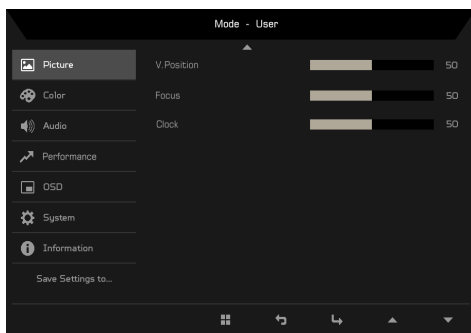 Mode - User
Picture
V.Position 50
Color
Focus 50
Audio
Clock 50
Performance
OSD
System
Information
Save Settings to...